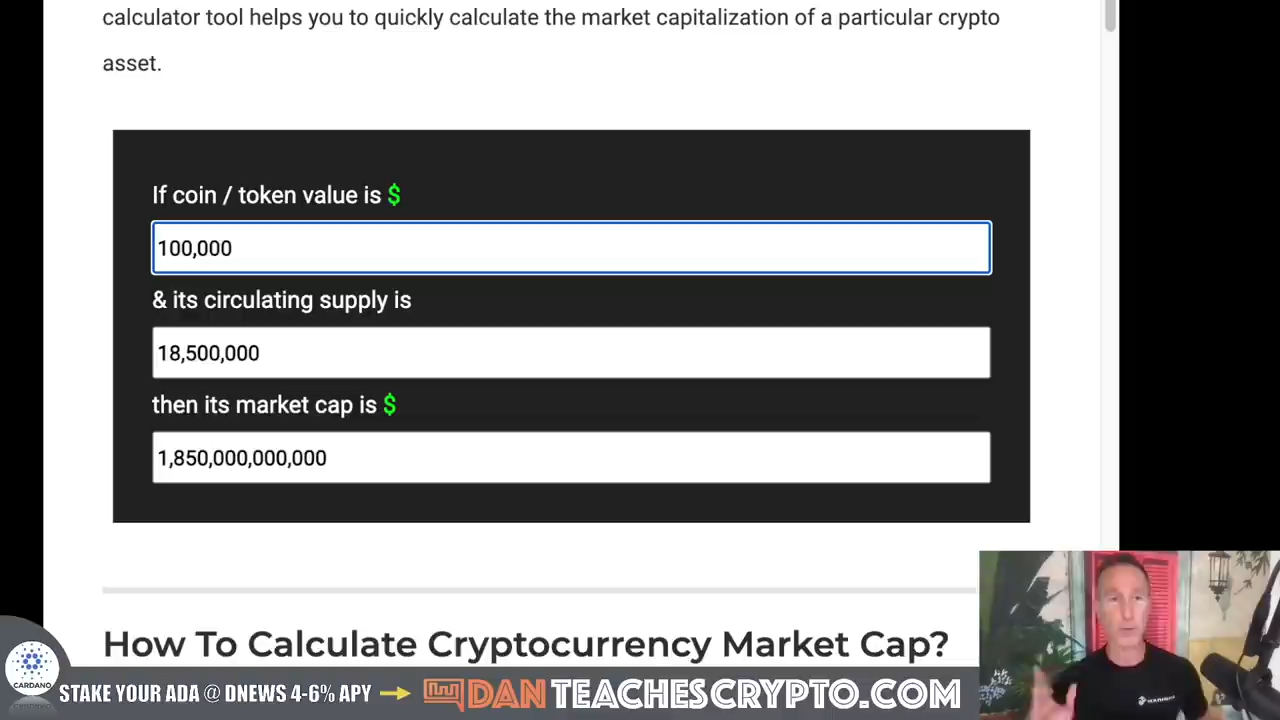 calculator tool helps you to quickly calculate the market capitalization of a particular crypto
asset.
If coin / token value is $
100,000
& its circulating supply is
18,500,000
then its market cap is $
1,850,000,000,000
How To Calculate Cryptocurrency Market Cap?
CARDANO
STAKE YOUR ADA @ DNEWS 4-6% APY
DANTEACHESCRYPTO.COM